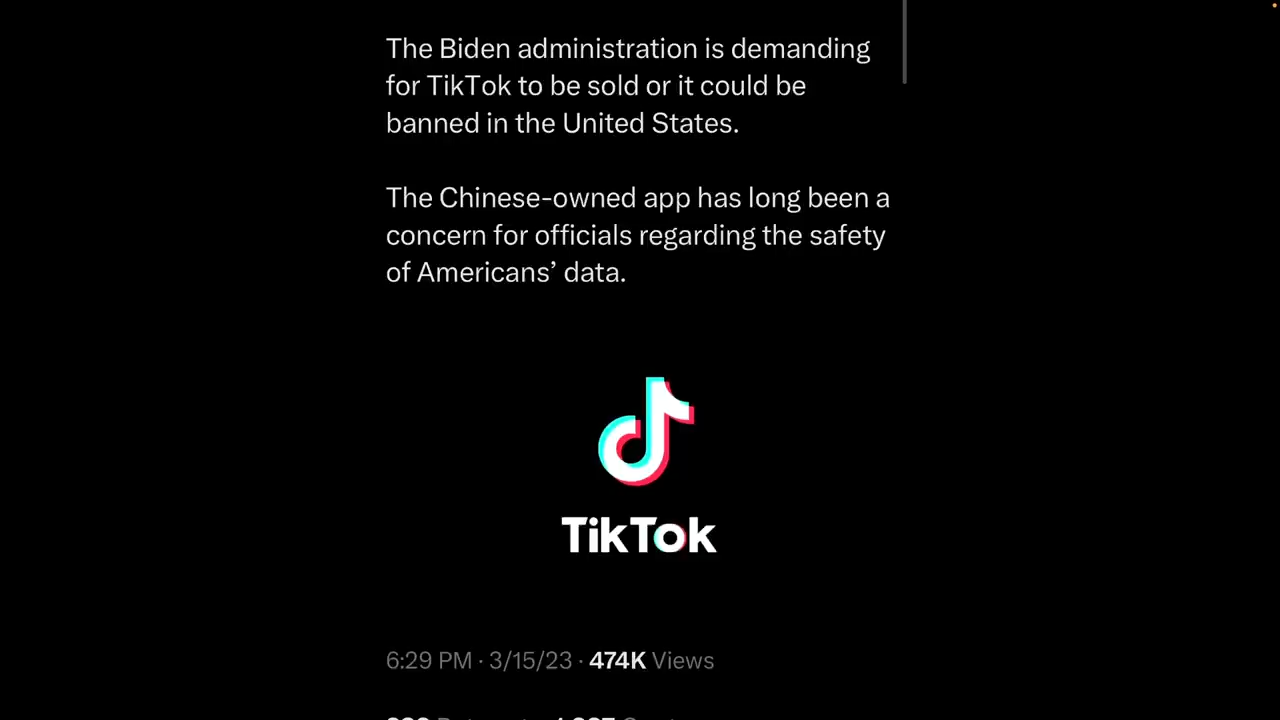 The Biden administration is demanding
for TikTok to be sold or it could be
banned in the United States.
The Chinese-owned app has long been a
concern for officials regarding the safety
of Americans’ data.
TikTok
6:29 PM · 3/15/23 · 474K Views